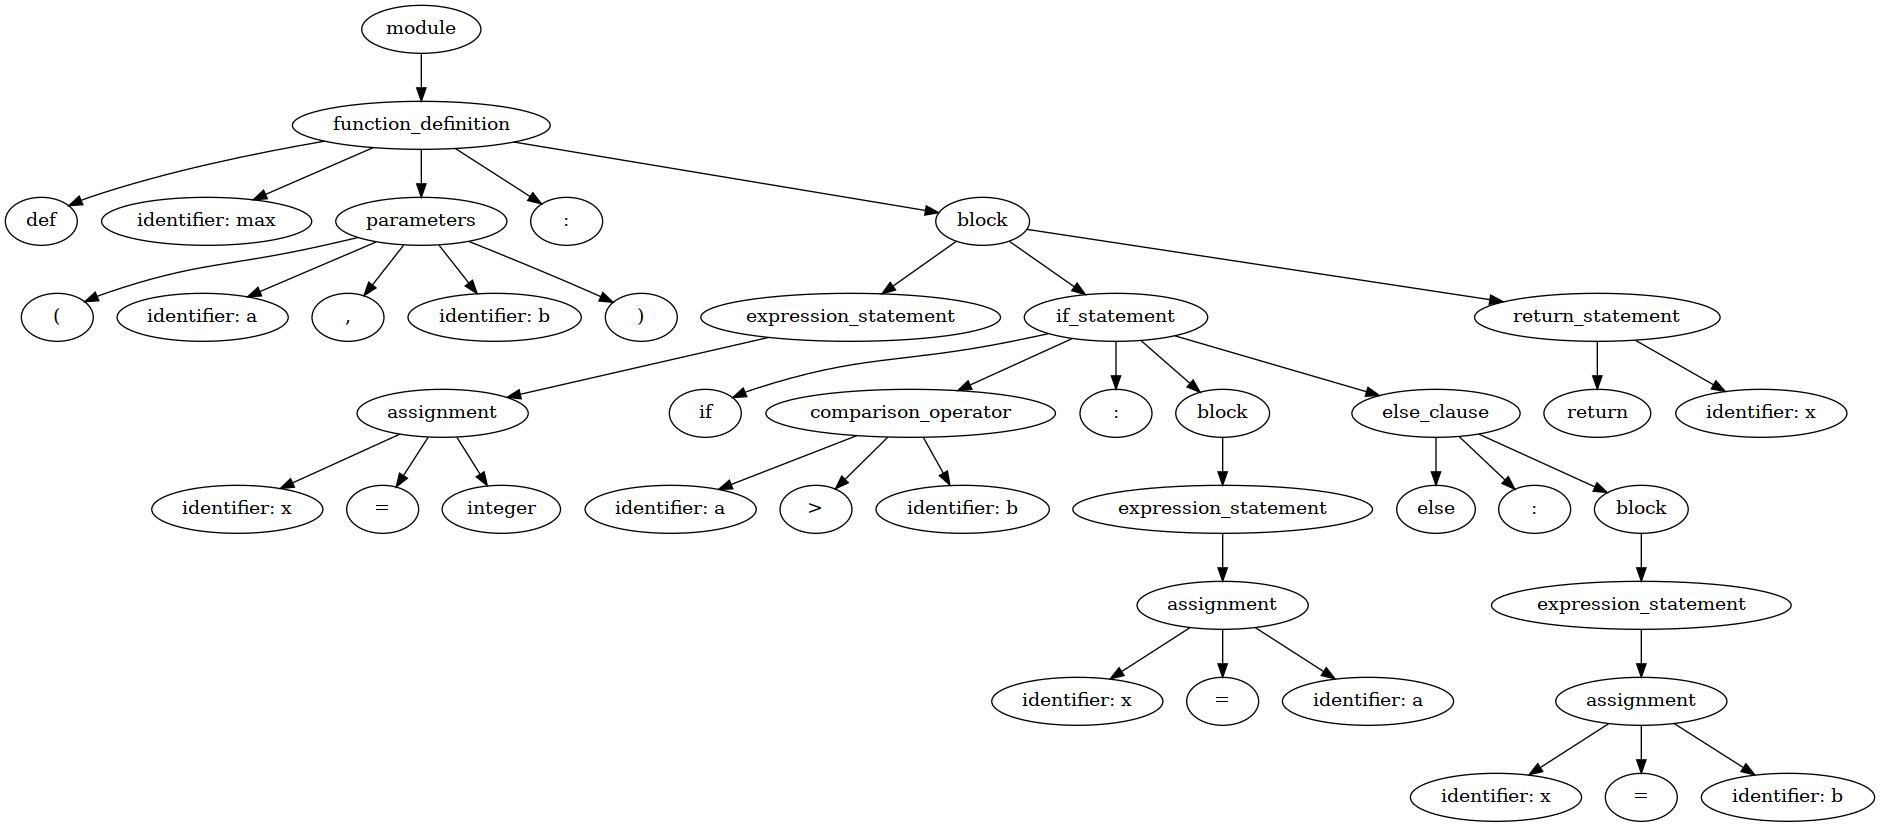 module
function_definition
def
identifier: max
parameters
:
block
(
identifier: a
,
identifier: b
)
expression_statement
if_statement
return_statement
assignment
if
comparison_operator
:
block
else_clause
return
identifier: x
identifier: x
=
integer
identifier: a
>
identifier: b
expression_statement
else
:
block
assignment
expression_statement
identifier: x
=
identifier: a
assignment
identifier: x
=
identifier: b